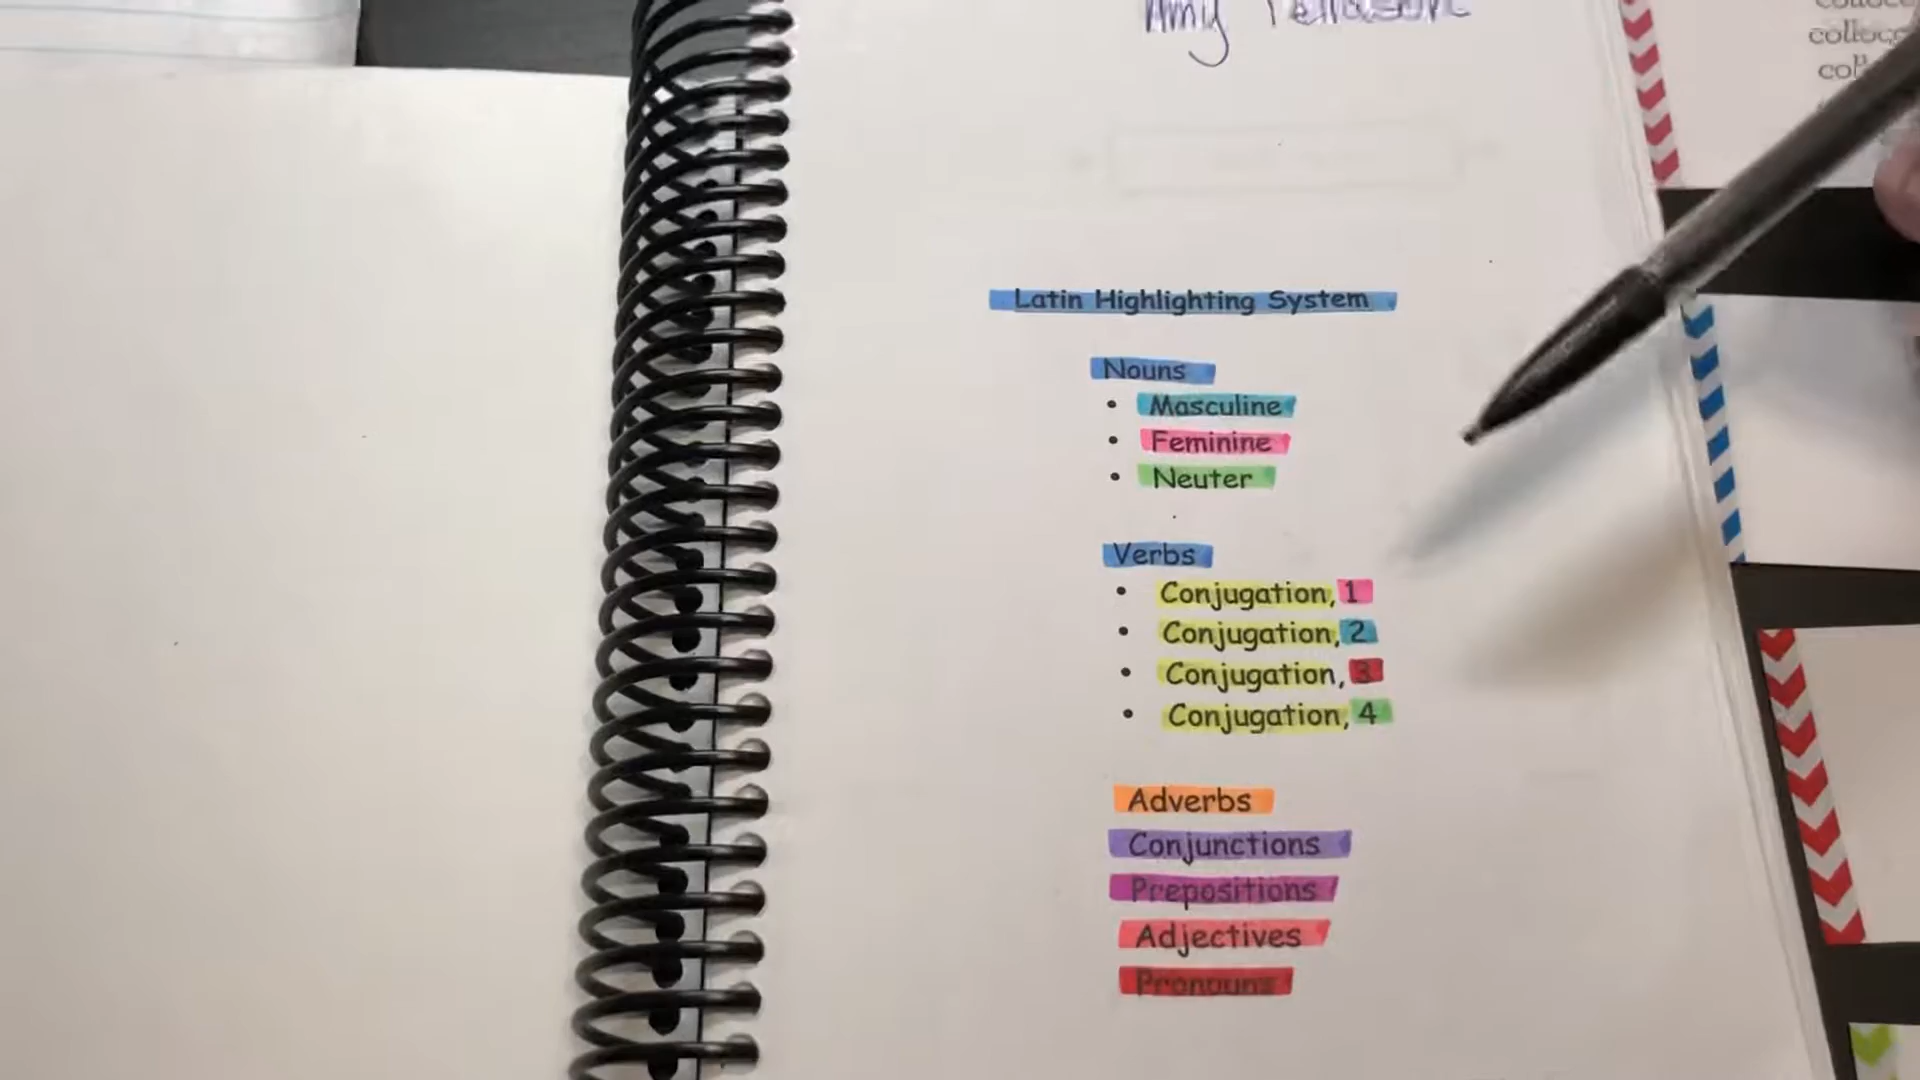 Amy
Latin Highlighting System
Nouns
• Masculine
• Feminine
• Neuter
Verbs
• Conjugation, 1
• Conjugation, 2
• Conjugation, 3
• Conjugation, 4
Adverbs
Conjunctions
Prepositions
Adjectives
Pronouns